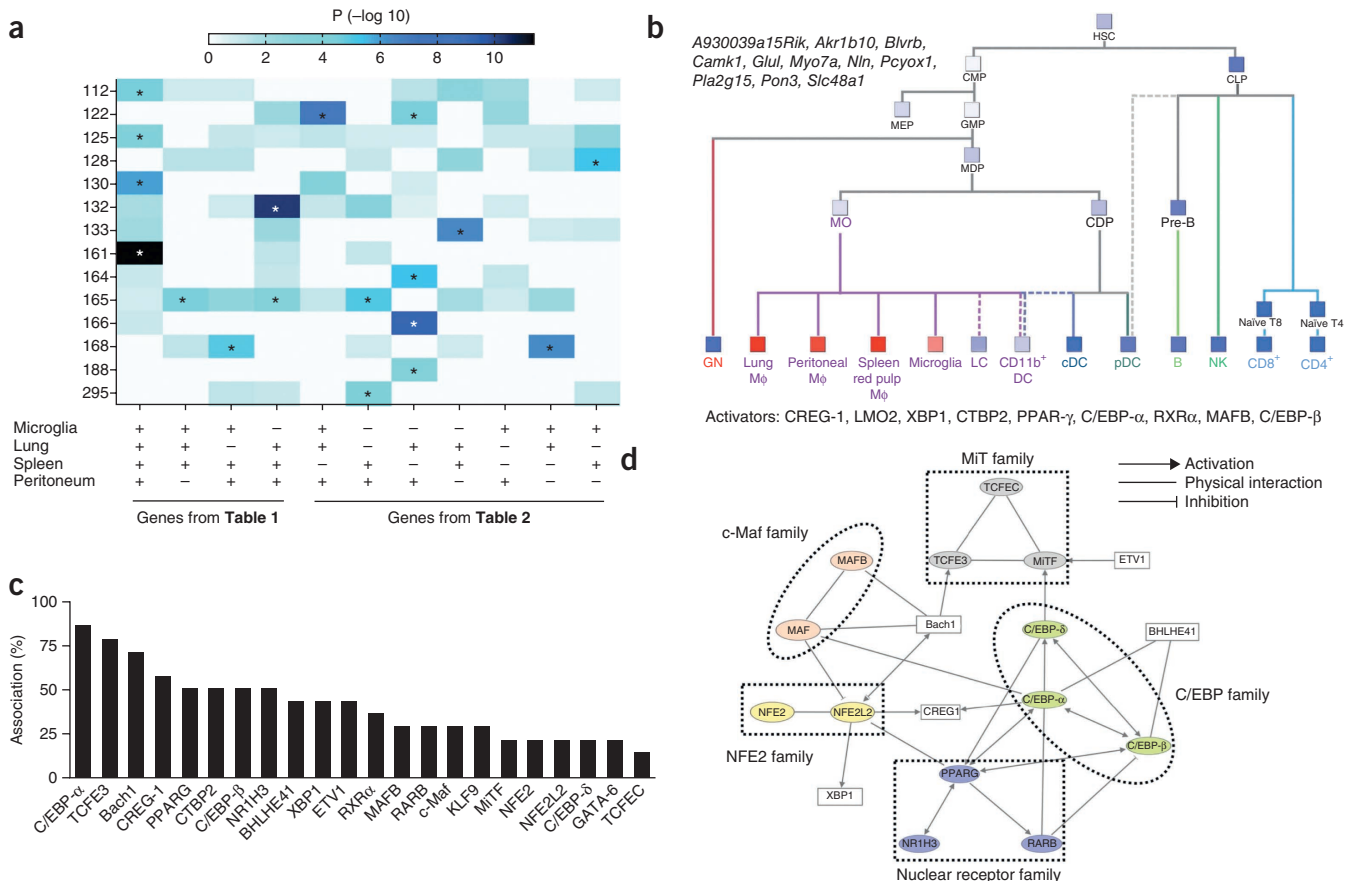 a
P (–log 10)
0 2 4 6 8 10
112
122
125
128
130
132
133
161
164
165
166
168
188
295
* * * * * * * * * * * * * * * * * * *
Microglia + + + – + – – – + – +
Lung + + – + + – + + – + –
Spleen + + + + – + – + – – +
Peritoneum + – + + + + + – + – –
Genes from Table 1
Genes from Table 2
b
A930039a15Rik, Akr1b10, Blvrb,
Camk1, Glul, Myo7a, Nln, Pcyox1,
Pla2g15, Pon3, Slc48a1
HSC
CMP
CLP
MEP
GMP
MDP
MO
CDP
Pre-B
Naïve T8
Naïve T4
GN
Lung
MΦ
Peritoneal
MΦ
Spleen
red pulp
MΦ
Microglia
LC
CD11b+
DC
cDC
pDC
B
NK
CD8+
CD4+
Activators: CREG-1, LMO2, XBP1, CTBP2, PPAR-γ, C/EBP-α, RXRα, MAFB, C/EBP-β
c
Association (%)
100
75
50
25
0
C/EBP-α
TCFE3
Bach1
CREG-1
PPARG
CTBP2
C/EBP-β
NR1H3
BHLHE41
XBP1
ETV1
RXRα
MAFB
RARB
c-Maf
KLF9
MiTF
NFE2
NFE2L2
C/EBP-δ
GATA-6
TCFEC
d
MiT family
Activation
Physical interaction
Inhibition
TCFEC
c-Maf family
MAFB
TCFE3
MiTF
ETV1
MAF
Bach1
C/EBP-δ
BHLHE41
C/EBP family
NFE2
NFE2L2
CREG1
C/EBP-α
C/EBP-β
NFE2 family
PPARG
XBP1
NR1H3
RARB
Nuclear receptor family